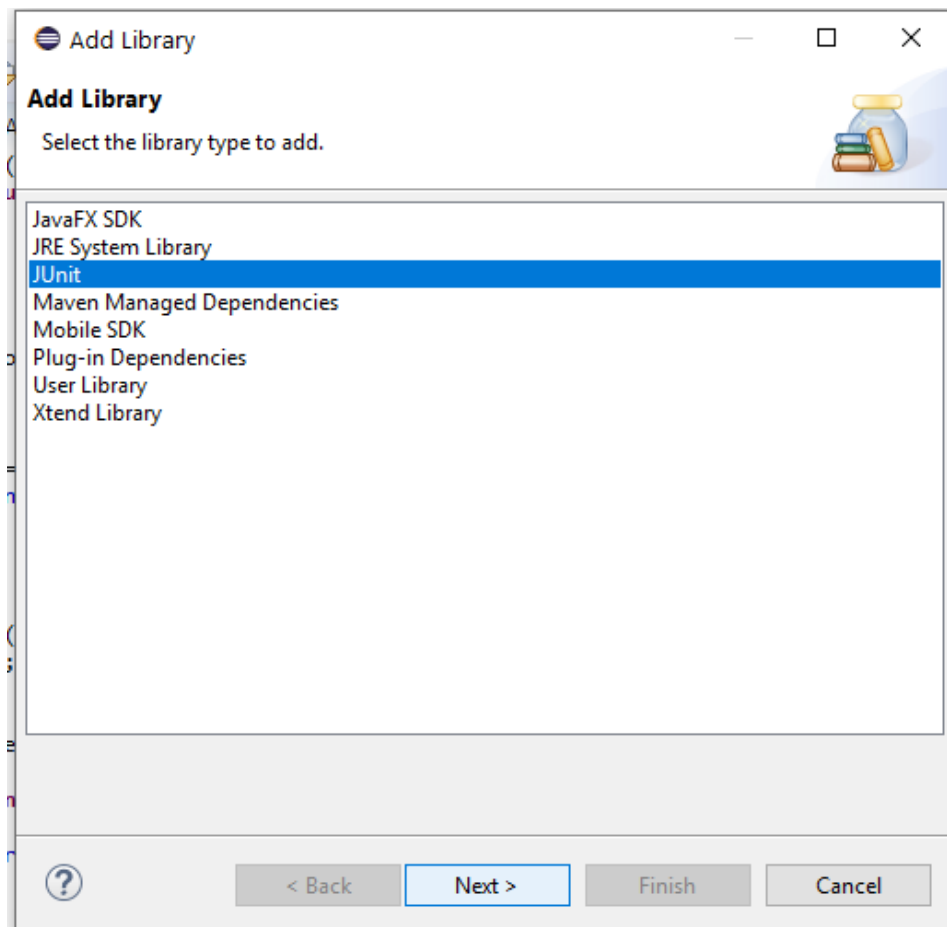 Add Library
Add Library
Select the library type to add.
JavaFX SDK
JRE System Library
JUnit
Maven Managed Dependencies
Mobile SDK
Plug-in Dependencies
User Library
Xtend Library
< Back Next > Finish Cancel